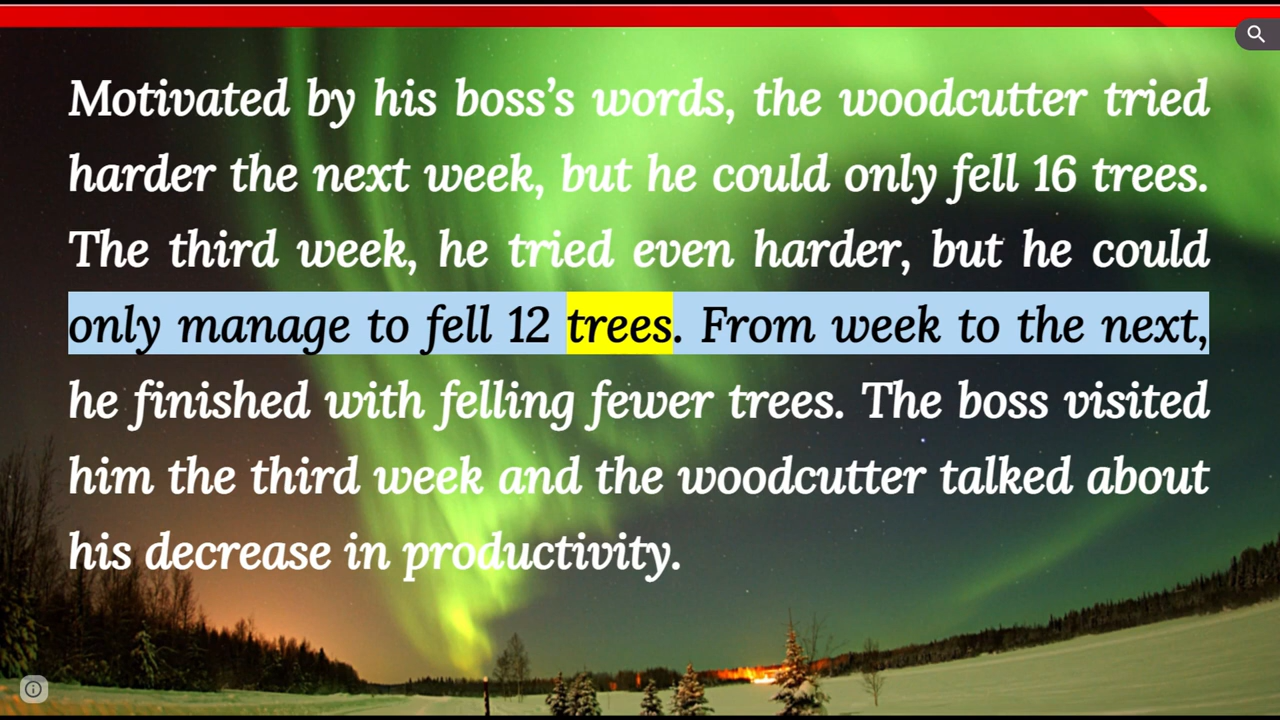 Motivated by his boss’s words, the woodcutter tried
harder the next week, but he could only fell 16 trees.
The third week, he tried even harder, but he could
only manage to fell 12 trees. From week to the next,
he finished with felling fewer trees. The boss visited
him the third week and the woodcutter talked about
his decrease in productivity.